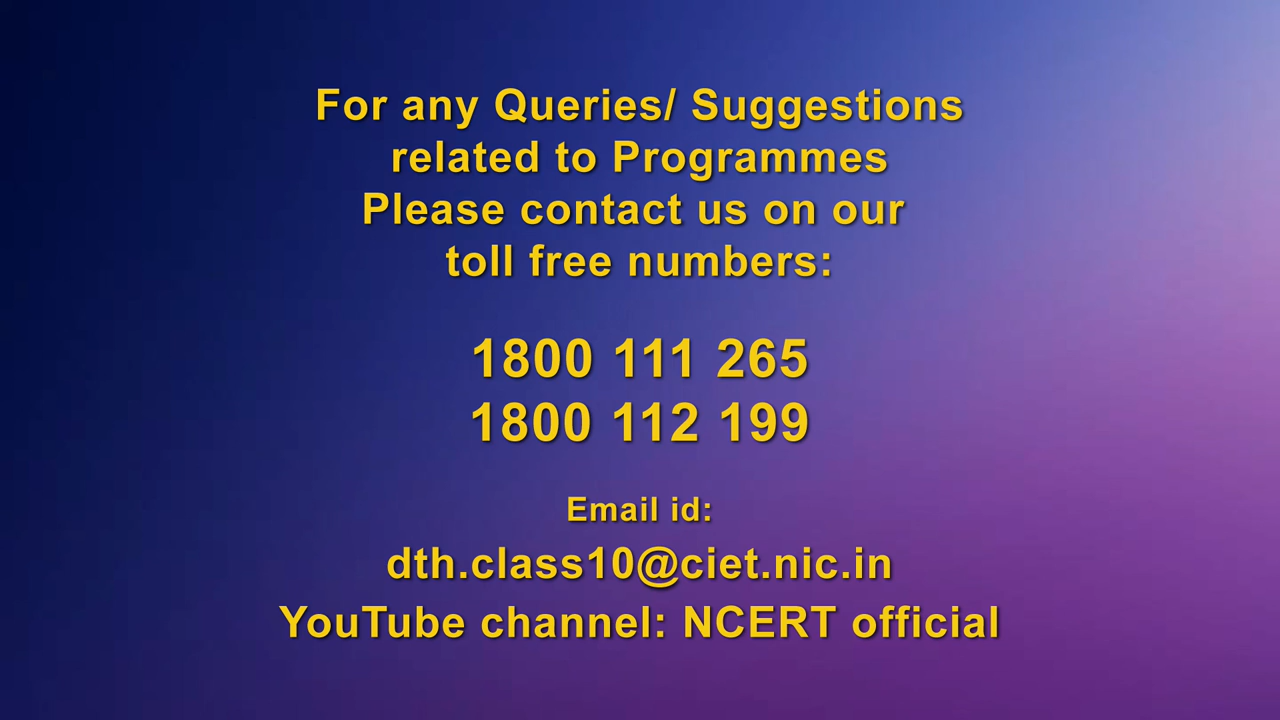 For any Queries/ Suggestions
related to Programmes
Please contact us on our
toll free numbers:
1800 111 265
1800 112 199
Email id:
dth.class10@ciet.nic.in
YouTube channel: NCERT official